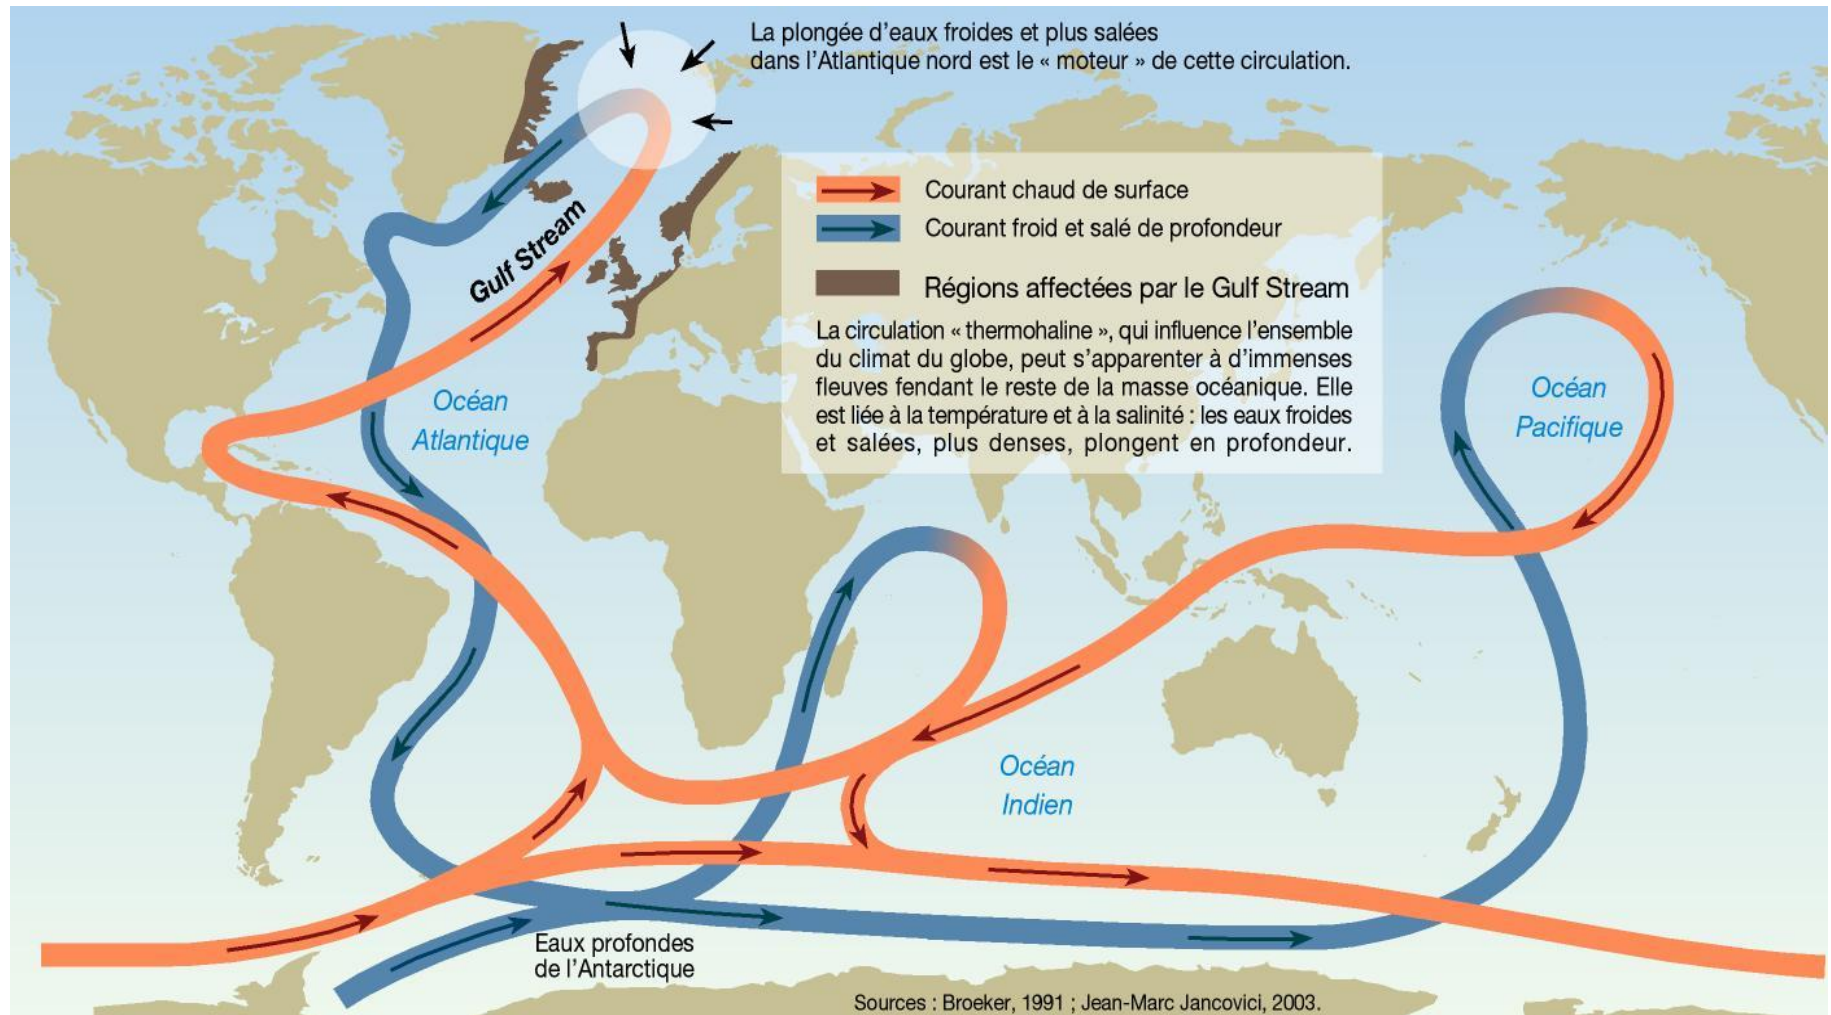 La plongée d’eaux froides et plus salées
dans l’Atlantique nord est le « moteur » de cette circulation.
Courant chaud de surface
Courant froid et salé de profondeur
Régions affectées par le Gulf Stream
La circulation « thermohaline », qui influence l’ensemble
du climat du globe, peut s’apparenter à d’immenses
fleuves fendant le reste de la masse océanique. Elle
est liée à la température et à la salinité : les eaux froides
et salées, plus denses, plongent en profondeur.
Gulf Stream
Océan
Atlantique
Océan
Pacifique
Océan
Indien
Eaux profondes
de l’Antarctique
Sources : Broeker, 1991 ; Jean-Marc Jancovici, 2003.